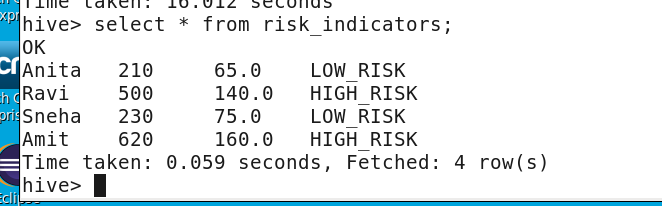 Time taken: 16.012 seconds
hive> select * from risk_indicators;
OK
Anita 210 65.0 LOW_RISK
Ravi 500 140.0 HIGH_RISK
Sneha 230 75.0 LOW_RISK
Amit 620 160.0 HIGH_RISK
Time taken: 0.059 seconds, Fetched: 4 row(s)
hive>